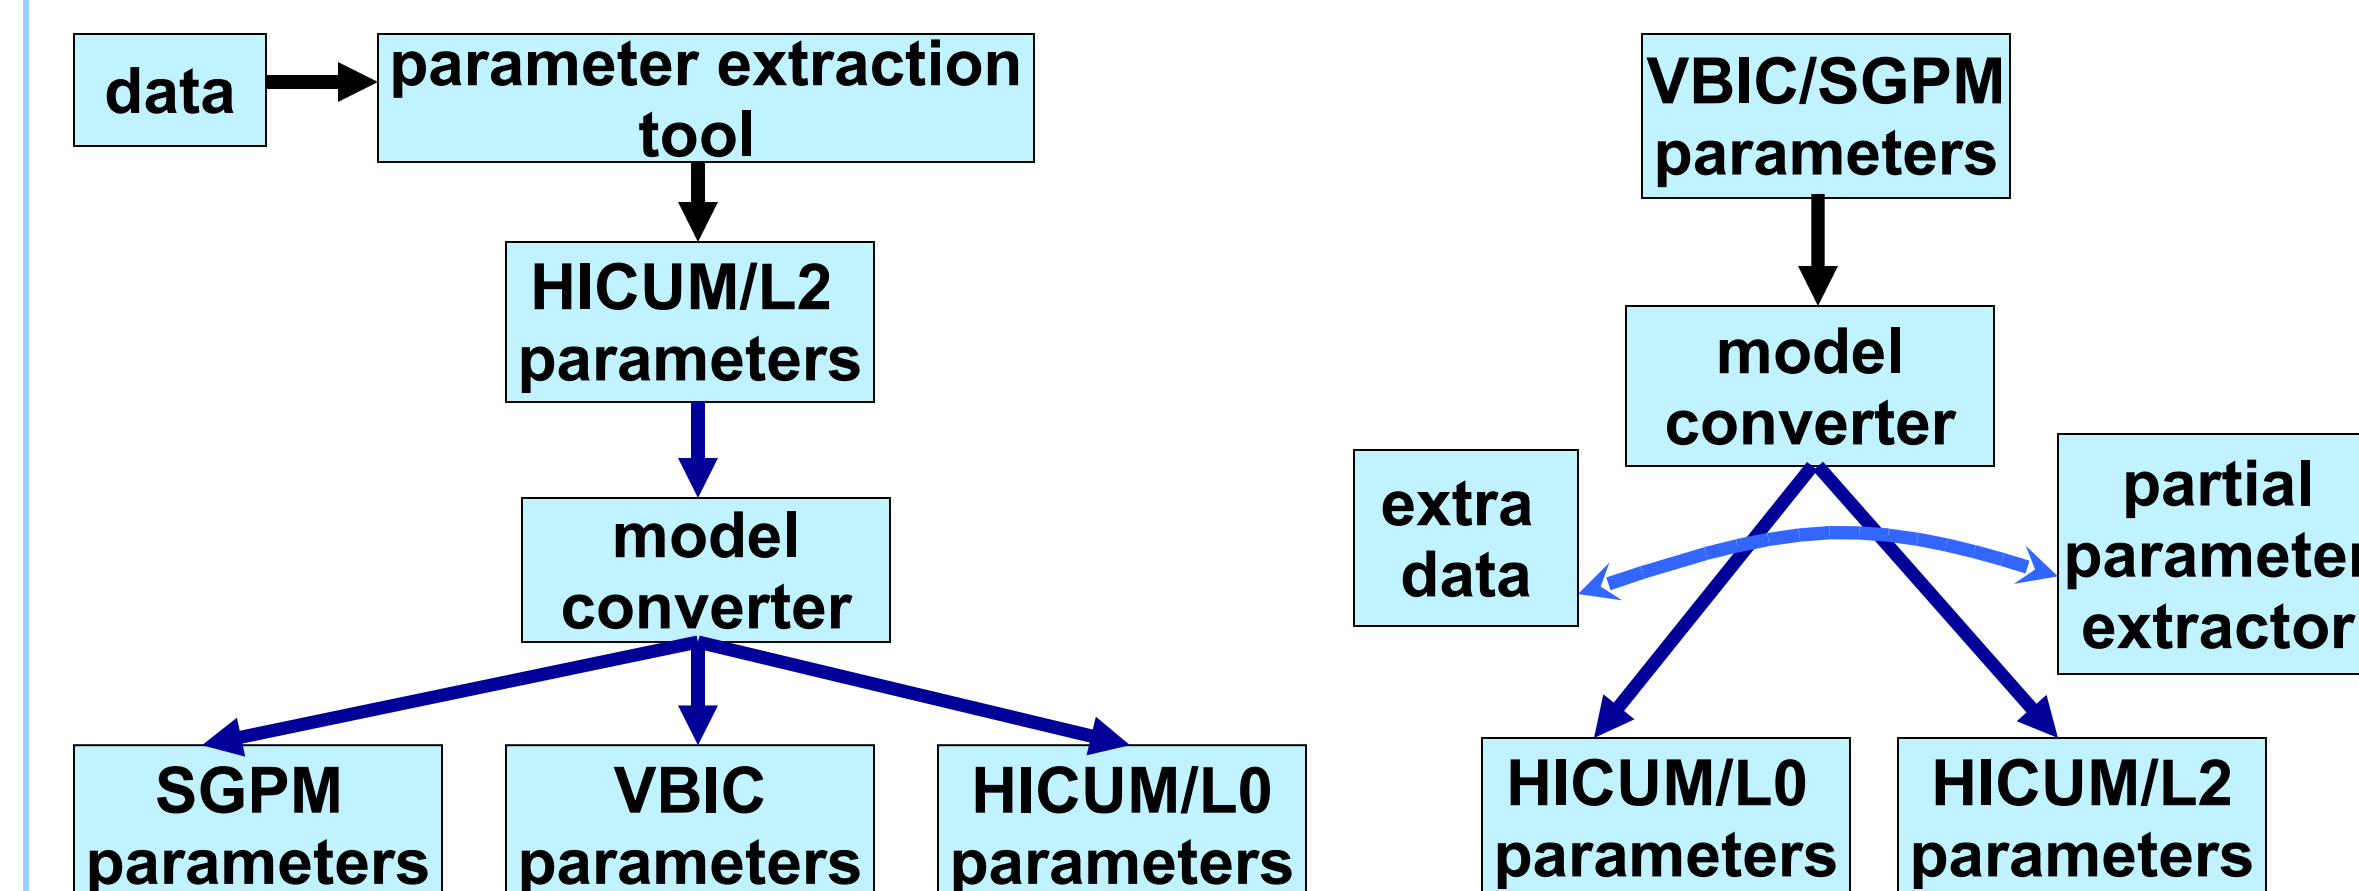 data
parameter extraction
tool
HICUM/L2
parameters
model
converter
SGPM
parameters
VBIC
parameters
HICUM/L0
parameters
VBIC/SGPM
parameters
model
converter
extra
data
partial
parameter
extractor
HICUM/L0
parameters
HICUM/L2
parameters